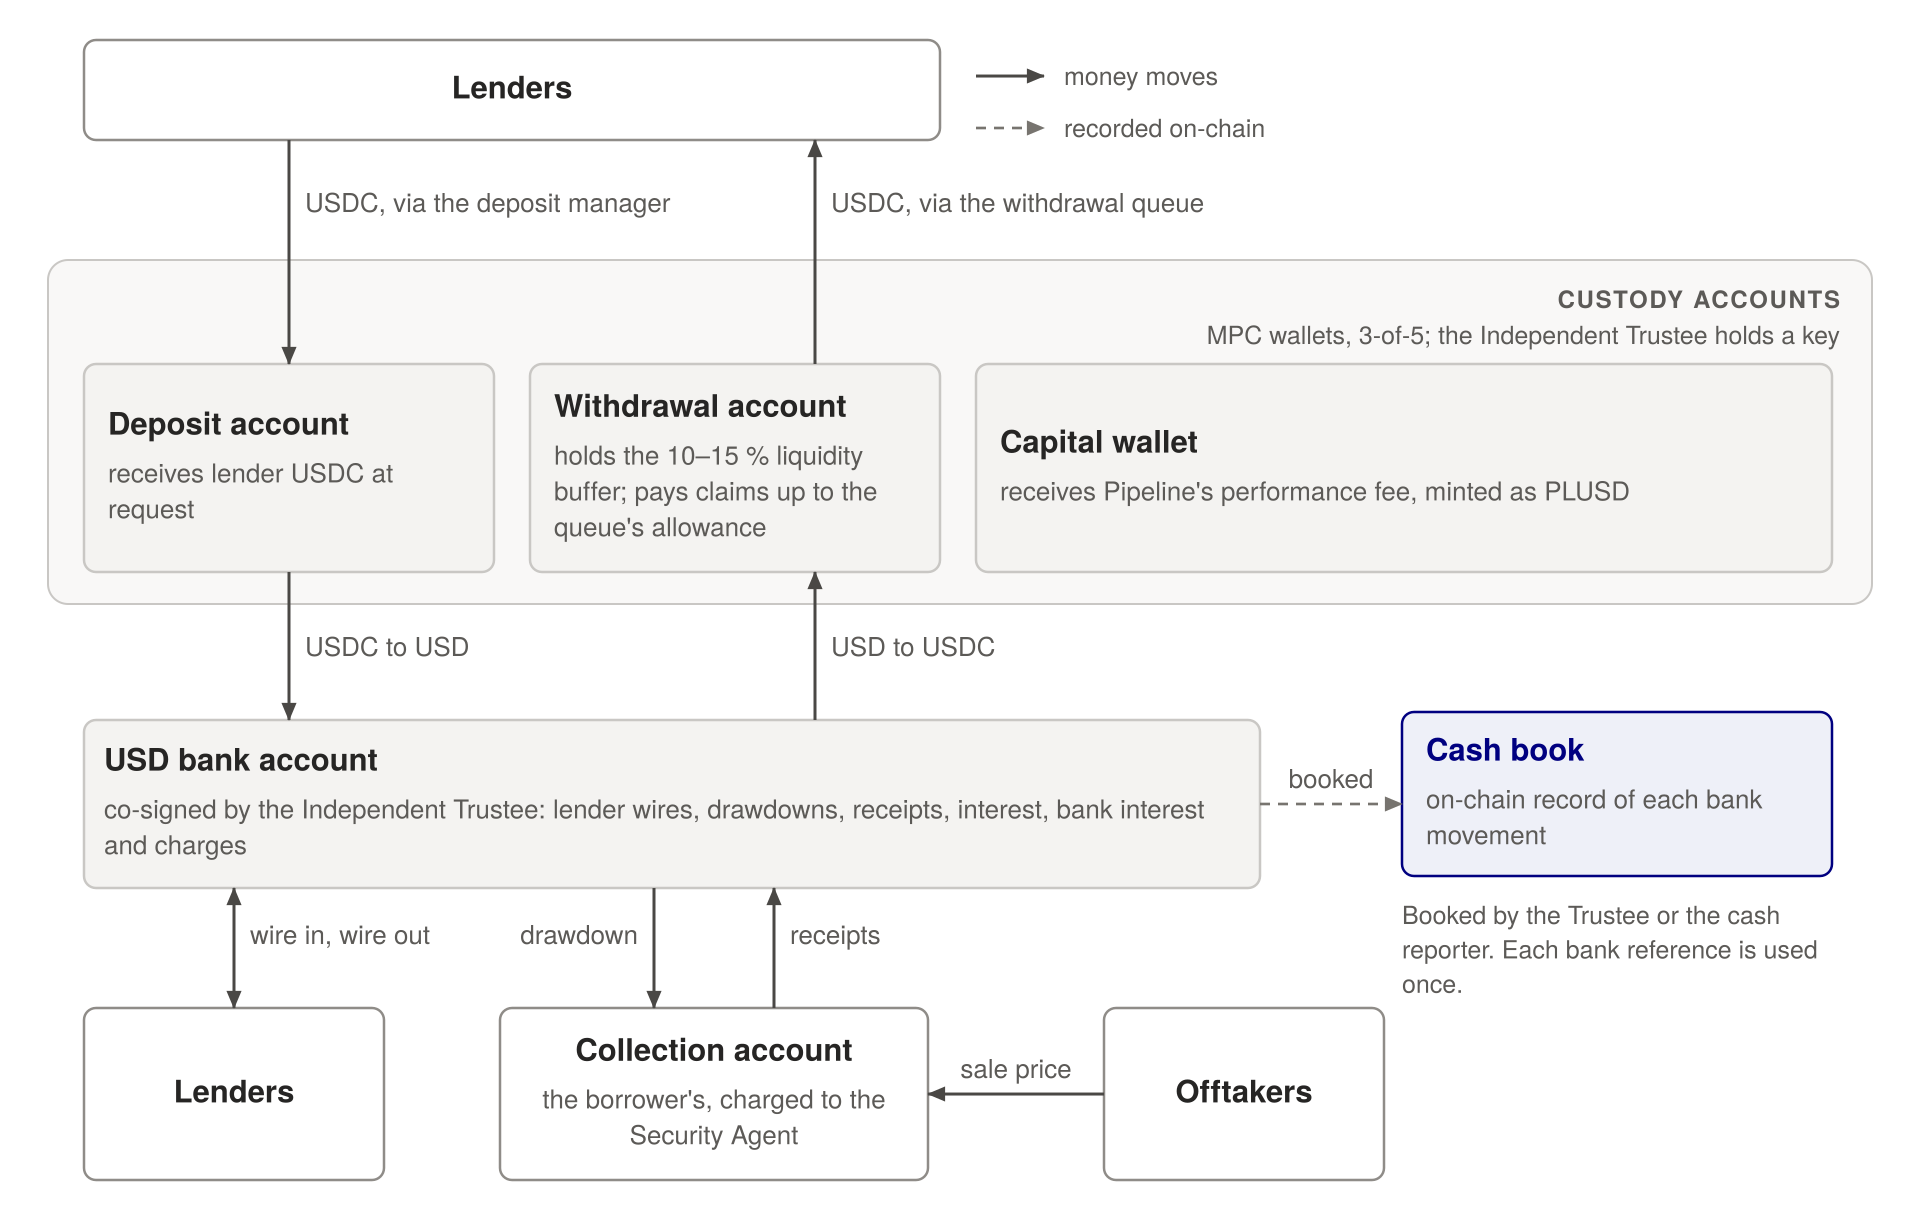 Lenders
money moves
recorded on-chain
USDC, via the deposit manager
USDC, via the withdrawal queue
CUSTODY ACCOUNTS
MPC wallets, 3-of-5; the Independent Trustee holds a key
Deposit account
receives lender USDC at
request
Withdrawal account
holds the 10–15 % liquidity
buffer; pays claims up to the
queue's allowance
Capital wallet
receives Pipeline's performance fee, minted as PLUSD
USDC to USD
USD to USDC
USD bank account
co-signed by the Independent Trustee: lender wires, drawdowns, receipts, interest, bank interest
and charges
booked
Cash book
on-chain record of each bank
movement
Booked by the Trustee or the cash
reporter. Each bank reference is used
once.
wire in, wire out
drawdown
receipts
Lenders
Collection account
the borrower's, charged to the
Security Agent
sale price
Offtakers